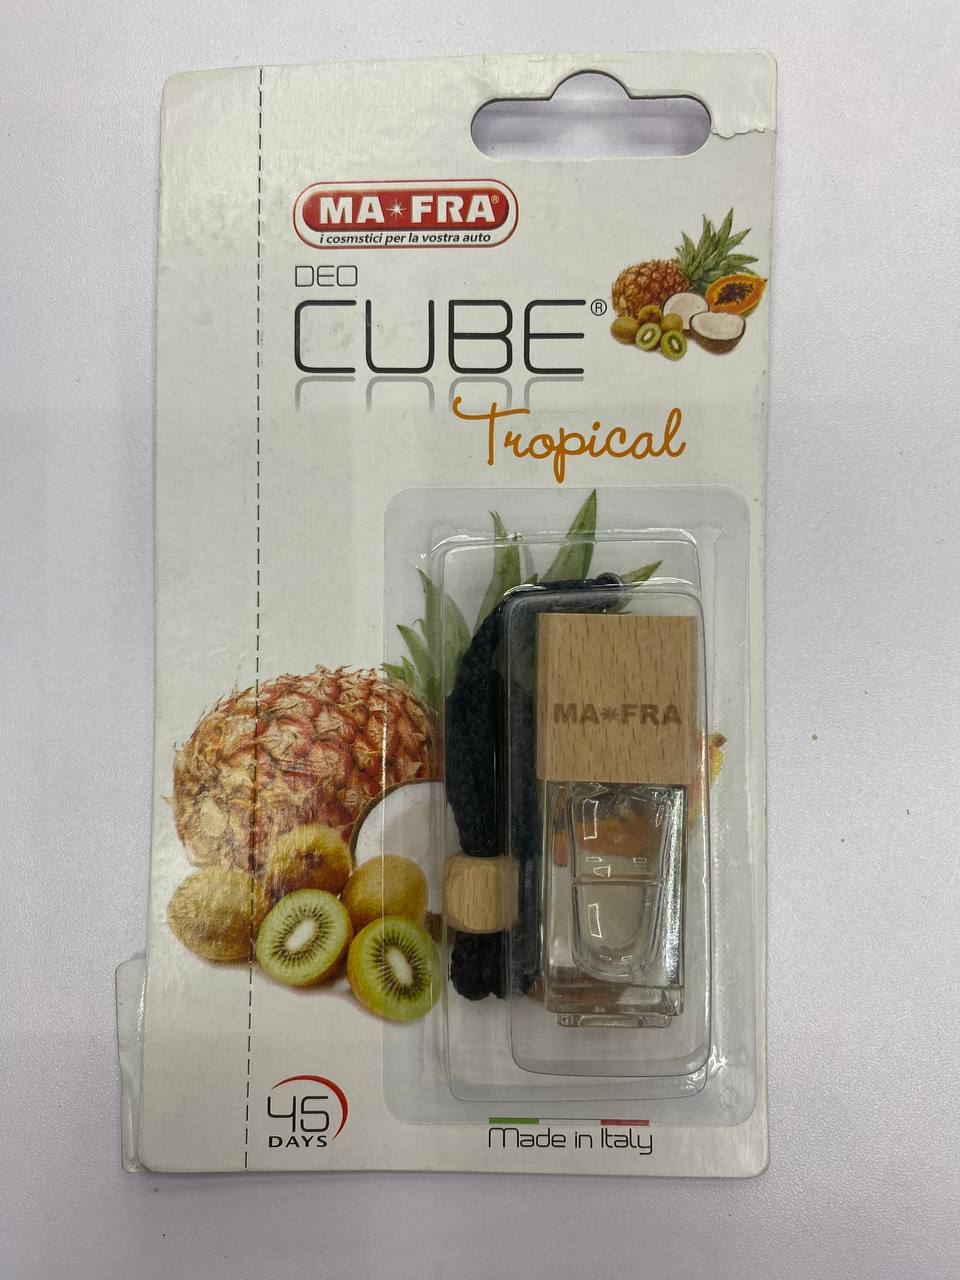 MA*FRA®
i cosmstici per la vostra auto
DEO
CUBE®
Tropical
MA*FRA
45
DAYS
Made in Italy